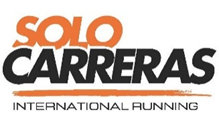 SOLO
CARRERAS
INTERNATIONAL RUNNING